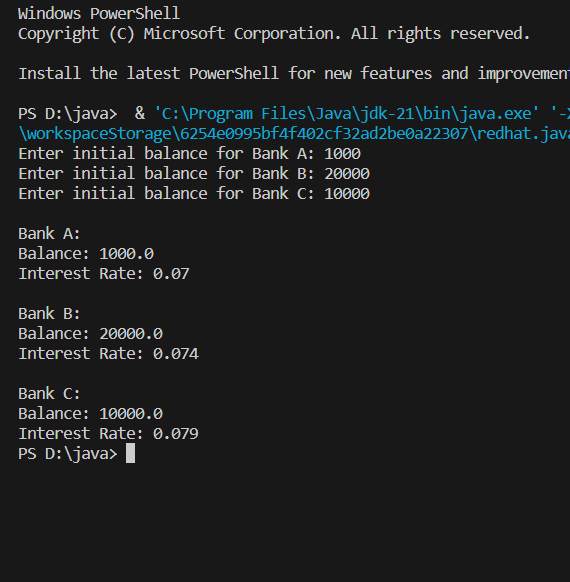 Windows PowerShell
Copyright (C) Microsoft Corporation. All rights reserved.
Install the latest PowerShell for new features and improvement
PS D:\java>  & 'C:\Program Files\Java\jdk-21\bin\java.exe' '-X
\workspaceStorage\6254e0995bf4f402cf32ad2be0a22307\redhat.java
Enter initial balance for Bank A: 1000
Enter initial balance for Bank B: 20000
Enter initial balance for Bank C: 10000
Bank A:
Balance: 1000.0
Interest Rate: 0.07
Bank B:
Balance: 20000.0
Interest Rate: 0.074
Bank C:
Balance: 10000.0
Interest Rate: 0.079
PS D:\java>